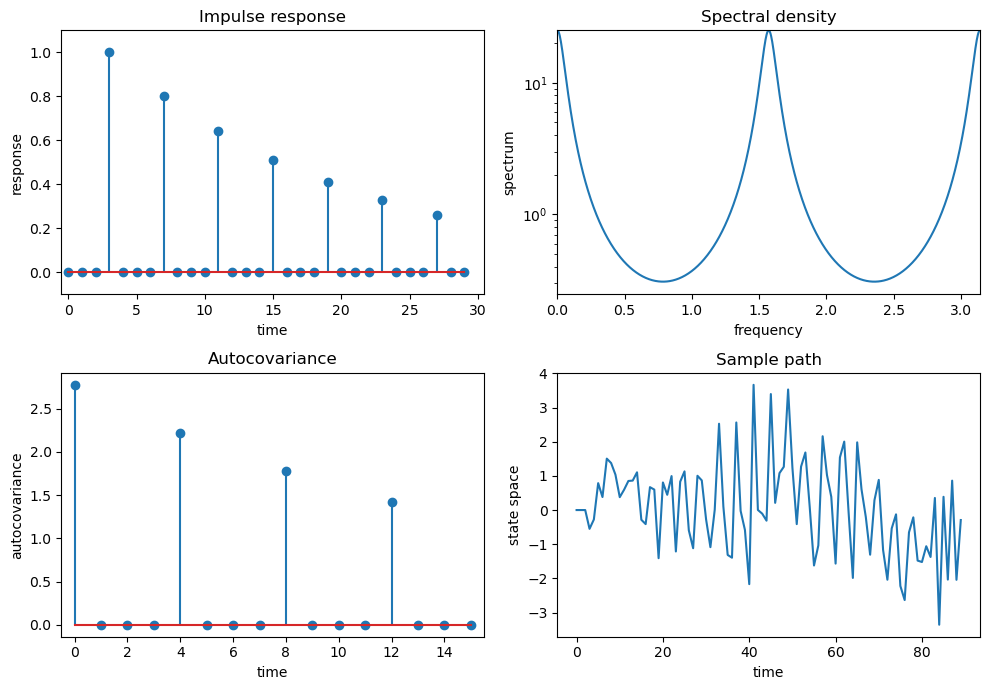 Impulse response
1.0
0.8
0.6
0.4
0.2
0.0
response
0 5 10 15 20 25 30
time
Spectral density
10^1
10^0
spectrum
0.0 0.5 1.0 1.5 2.0 2.5 3.0
frequency
Autocovariance
2.5
2.0
1.5
1.0
0.5
0.0
autocovariance
0 2 4 6 8 10 12 14
time
Sample path
4
3
2
1
0
−1
−2
−3
state space
0 20 40 60 80
time